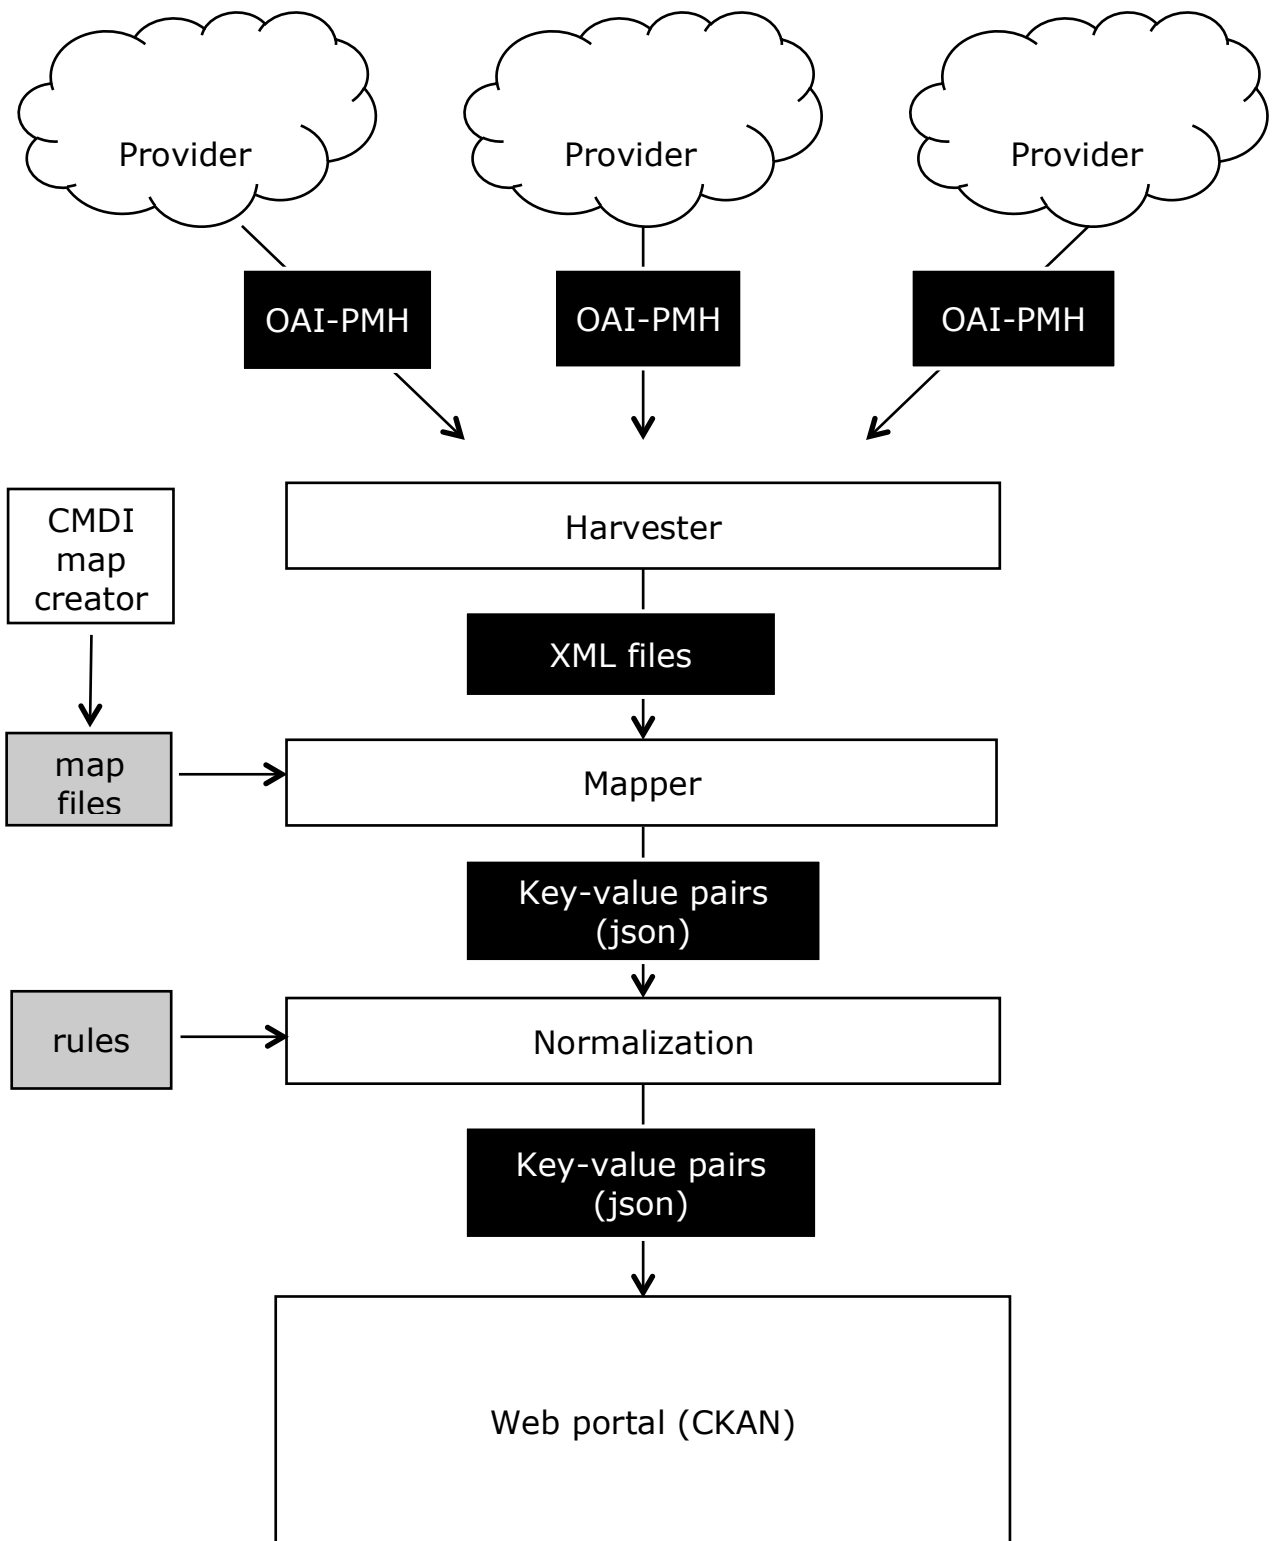 Provider
Provider
Provider
OAI-PMH
OAI-PMH
OAI-PMH
CMDI
map
creator
Harvester
XML files
map
files
Mapper
Key-value pairs
(json)
rules
Normalization
Key-value pairs
(json)
Web portal (CKAN)